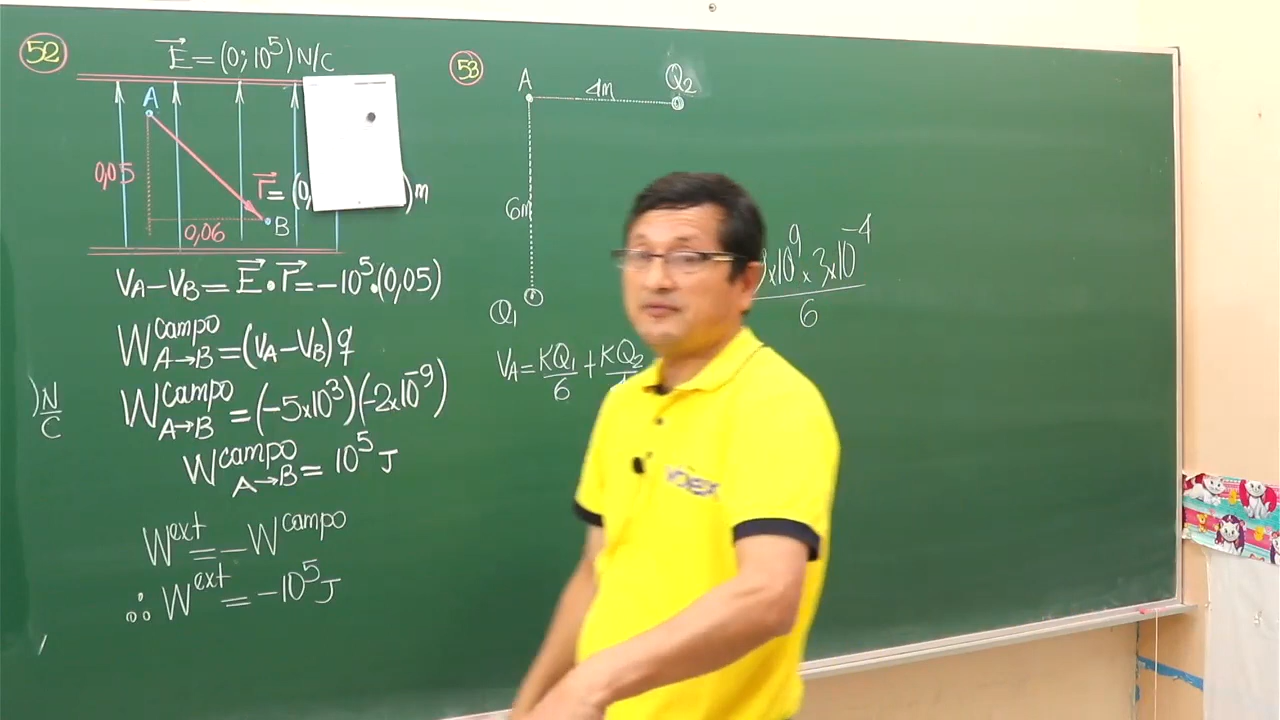 52
E⃗ = (0; 10⁵) N/C
A
0,05
r⃗ = (0,
)m
B
0,06
V_A–V_B = E⃗ • r⃗ = –10⁵•(0,05)
W^campo_A→B = (V_A–V_B)q
)N/C
W^campo_A→B = (–5x10³)(–2x10⁻⁹)
W^campo_A→B = 10⁵ J
W^ext = –W^campo
∴ W^ext = –10⁵ J
53
A
4m
Q₂
6m
Q₁
V_A = KQ₁/6 + KQ₂
x10⁹ x 3x10⁻⁴
6